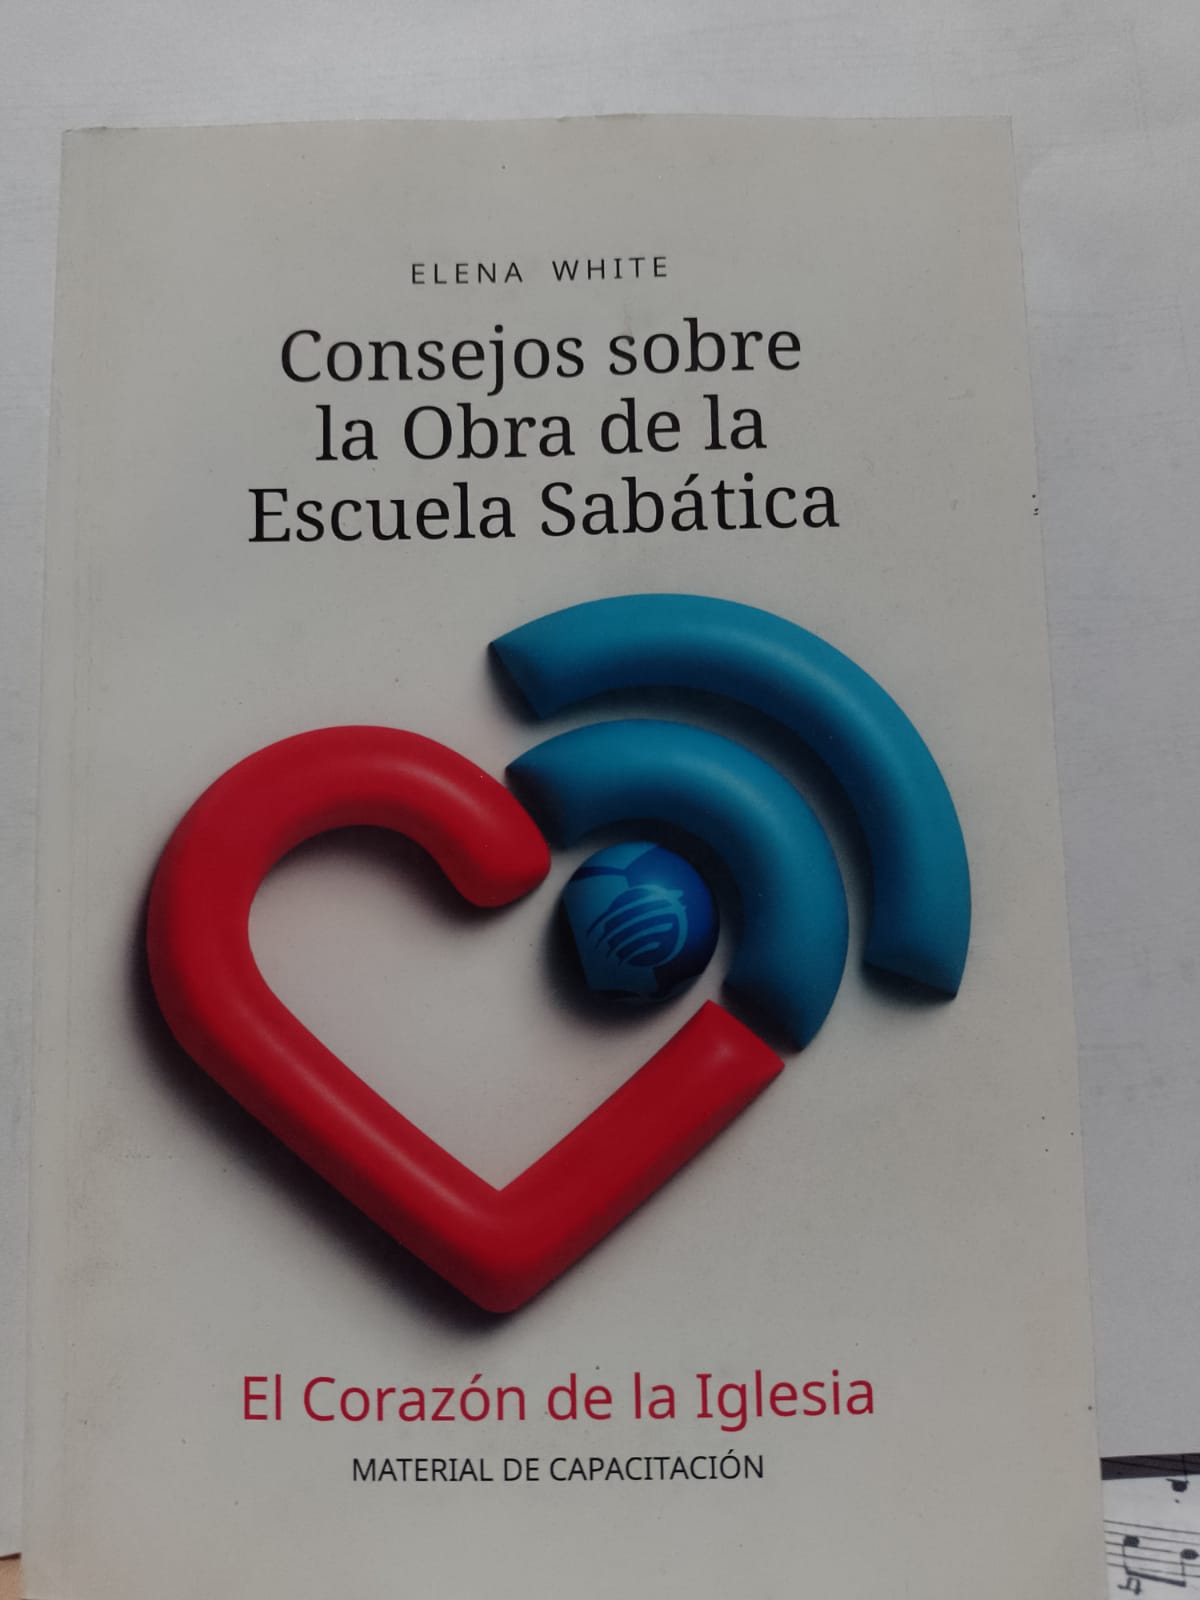 ELENA WHITE
Consejos sobre
la Obra de la
Escuela Sabática
El Corazón de la Iglesia
MATERIAL DE CAPACITACIÓN